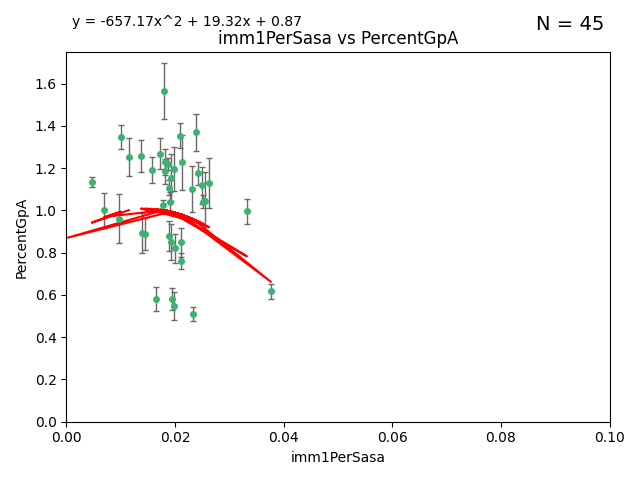 y = -657.17x^2 + 19.32x + 0.87
N = 45
imm1PerSasa vs PercentGpA
PercentGpA
1.6
1.4
1.2
1.0
0.8
0.6
0.4
0.2
0.0
0.00 0.02 0.04 0.06 0.08 0.10
imm1PerSasa